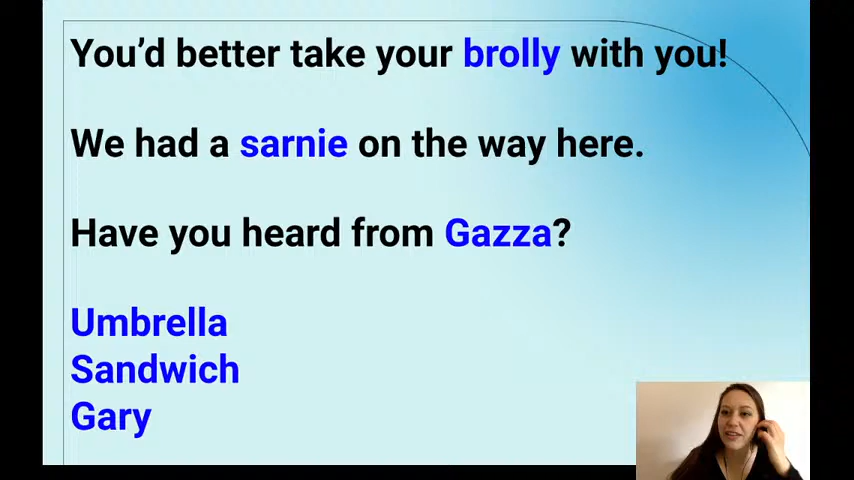 You’d better take your brolly with you!
We had a sarnie on the way here.
Have you heard from Gazza?
Umbrella
Sandwich
Gary